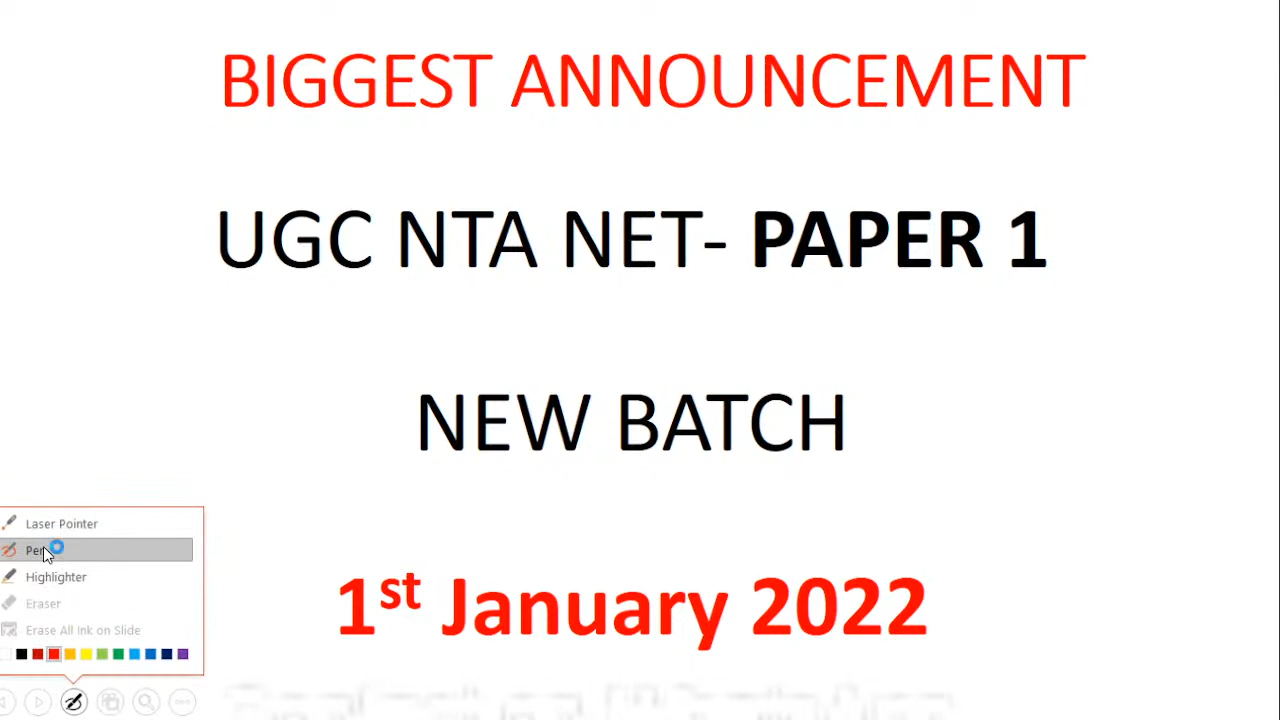 BIGGEST ANNOUNCEMENT
UGC NTA NET- PAPER 1
NEW BATCH
Laser Pointer
Highlighter
Eraser
Erase All Ink on Slide
1st January 2022